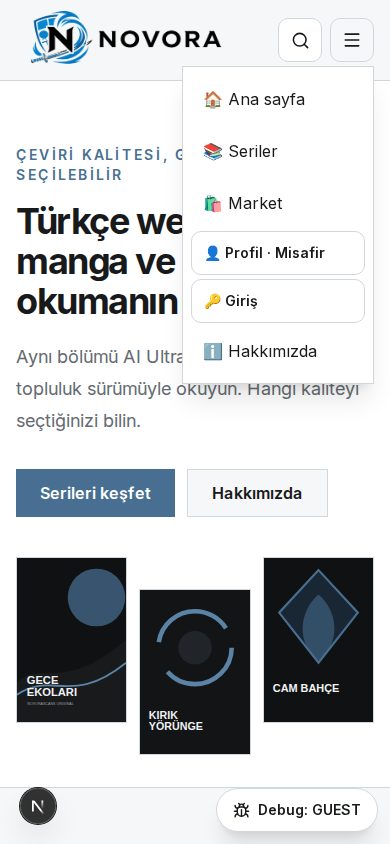 NOVORA
🏠 Ana sayfa
📚 Seriler
🛍️ Market
👤 Profil · Misafir
🔑 Giriş
ℹ️ Hakkımızda
ÇEVİRİ KALİTESİ,
SEÇİLEBİLİR
Türkçe
manga ve
okumanın
Aynı bölümü AI
topluluk sürümüyle okuyun. Hangi kaliteyi
seçtiğinizi bilin.
Serileri keşfet
Hakkımızda
GECE
EKOLARI
KIRIK
YÖRÜNGE
CAM BAHÇE
N
Debug: GUEST